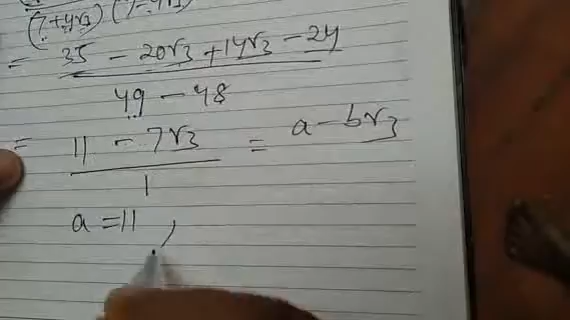 (7+4√3) (7-4√3)
= 35 - 20√3 + 14√3 - 24
49 - 48
= 11 - 7√3 = a - b√3
1
a = 11 ,